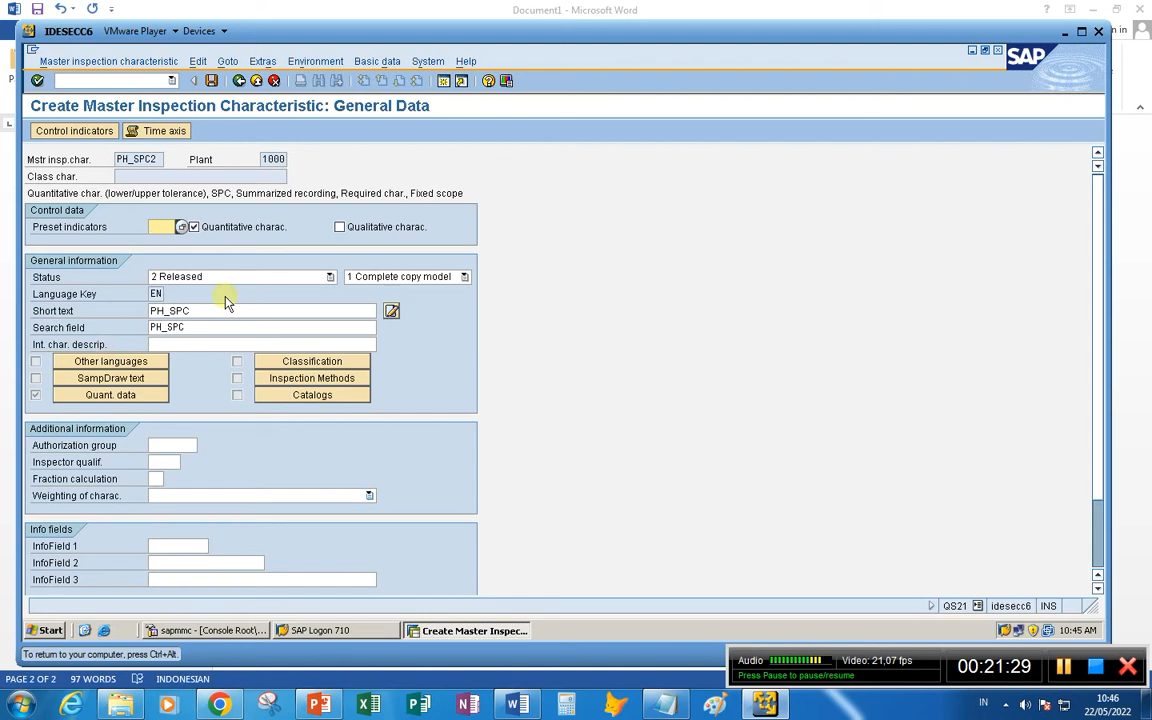 Document1 - Microsoft Word
IDESECC6 VMware Player Devices
Master inspection characteristic Edit Goto Extras Environment Basic data System Help
SAP
Create Master Inspection Characteristic: General Data
Control indicators Time axis
Mstr insp.char. PH_SPC2 Plant 1000
Class char.
Quantitative char. (lower/upper tolerance), SPC, Summarized recording, Required char., Fixed scope
Control data
Preset indicators Quantitative charac. Qualitative charac.
General information
Status 2 Released 1 Complete copy model
Language Key EN
Short text PH_SPC
Search field PH_SPC
Int. char. descrip.
Other languages Classification
SampDraw text Inspection Methods
Quant. data Catalogs
Additional information
Authorization group
Inspector qualif.
Fraction calculation
Weighting of charac.
Info fields
InfoField 1
InfoField 2
InfoField 3
QS21 idesecc6 INS
Start sapmmc - [Console Root\... SAP Logon 710 Create Master Inspec... 10:45 AM
To return to your computer, press Ctrl+Alt.
Audio Video: 21,07 fps
Press Pause to pause/resume
00:21:29
PAGE 2 OF 2 97 WORDS INDONESIAN
IN 10:46
22/05/2022